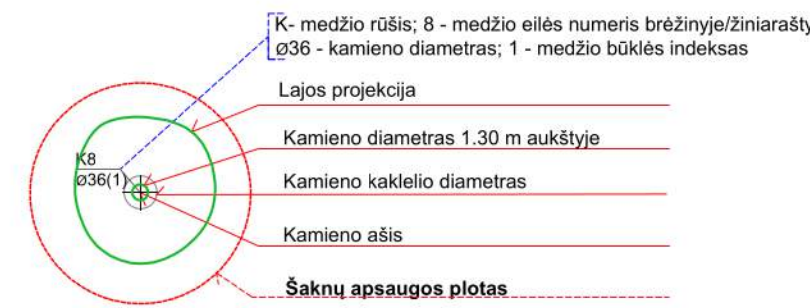 K- medžio rūšis; 8 - medžio eilės numeris brėžinyje/žiniarašty
ø36 - kamieno diametras; 1 - medžio būklės indeksas
Lajos projekcija
Kamieno diametras 1.30 m aukštyje
K8
ø36(1)
Kamieno kaklelio diametras
Kamieno ašis
Šaknų apsaugos plotas